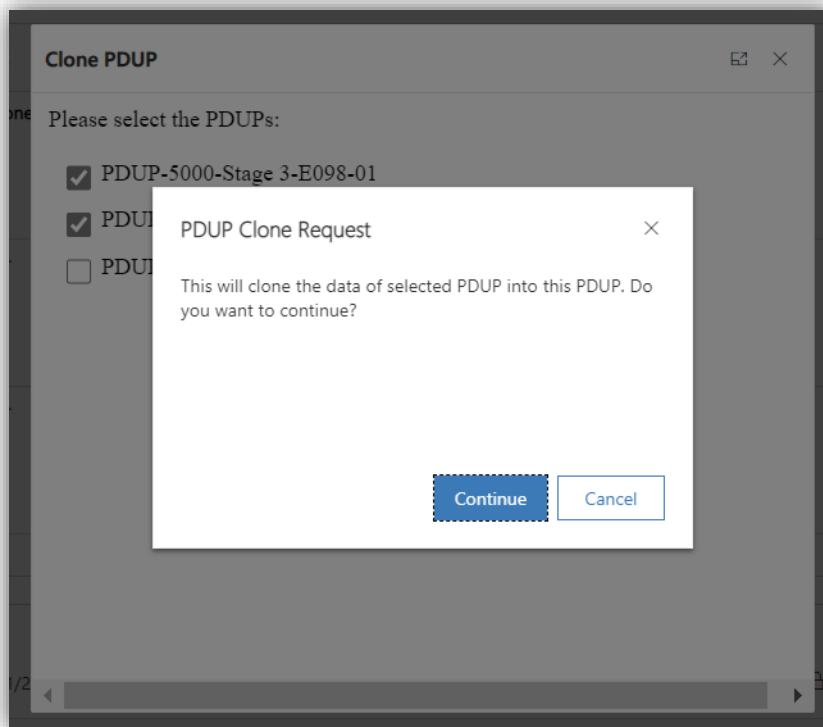 Clone PDUP
Please select the PDUPs:
PDUP-5000-Stage 3-E098-01
PDUP Clone Request
This will clone the data of selected PDUP into this PDUP. Do
you want to continue?
Continue
Cancel